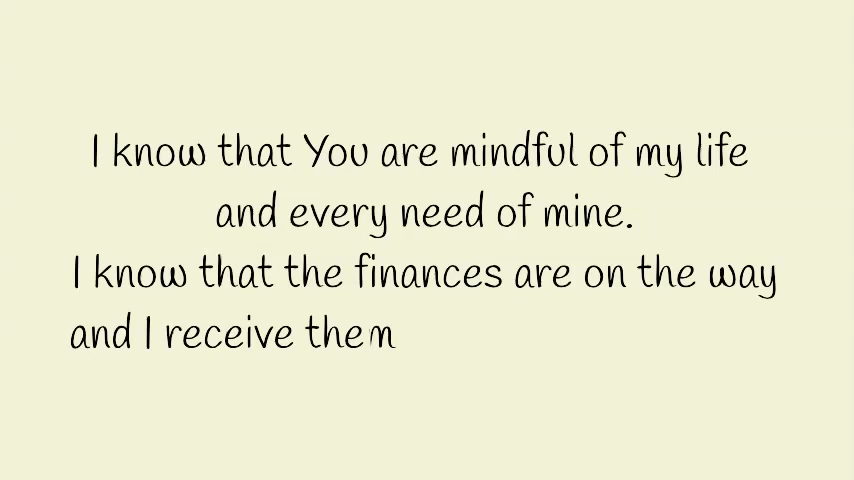 I know that You are mindful of my life
and every need of mine.
I know that the finances are on the way
and I receive them